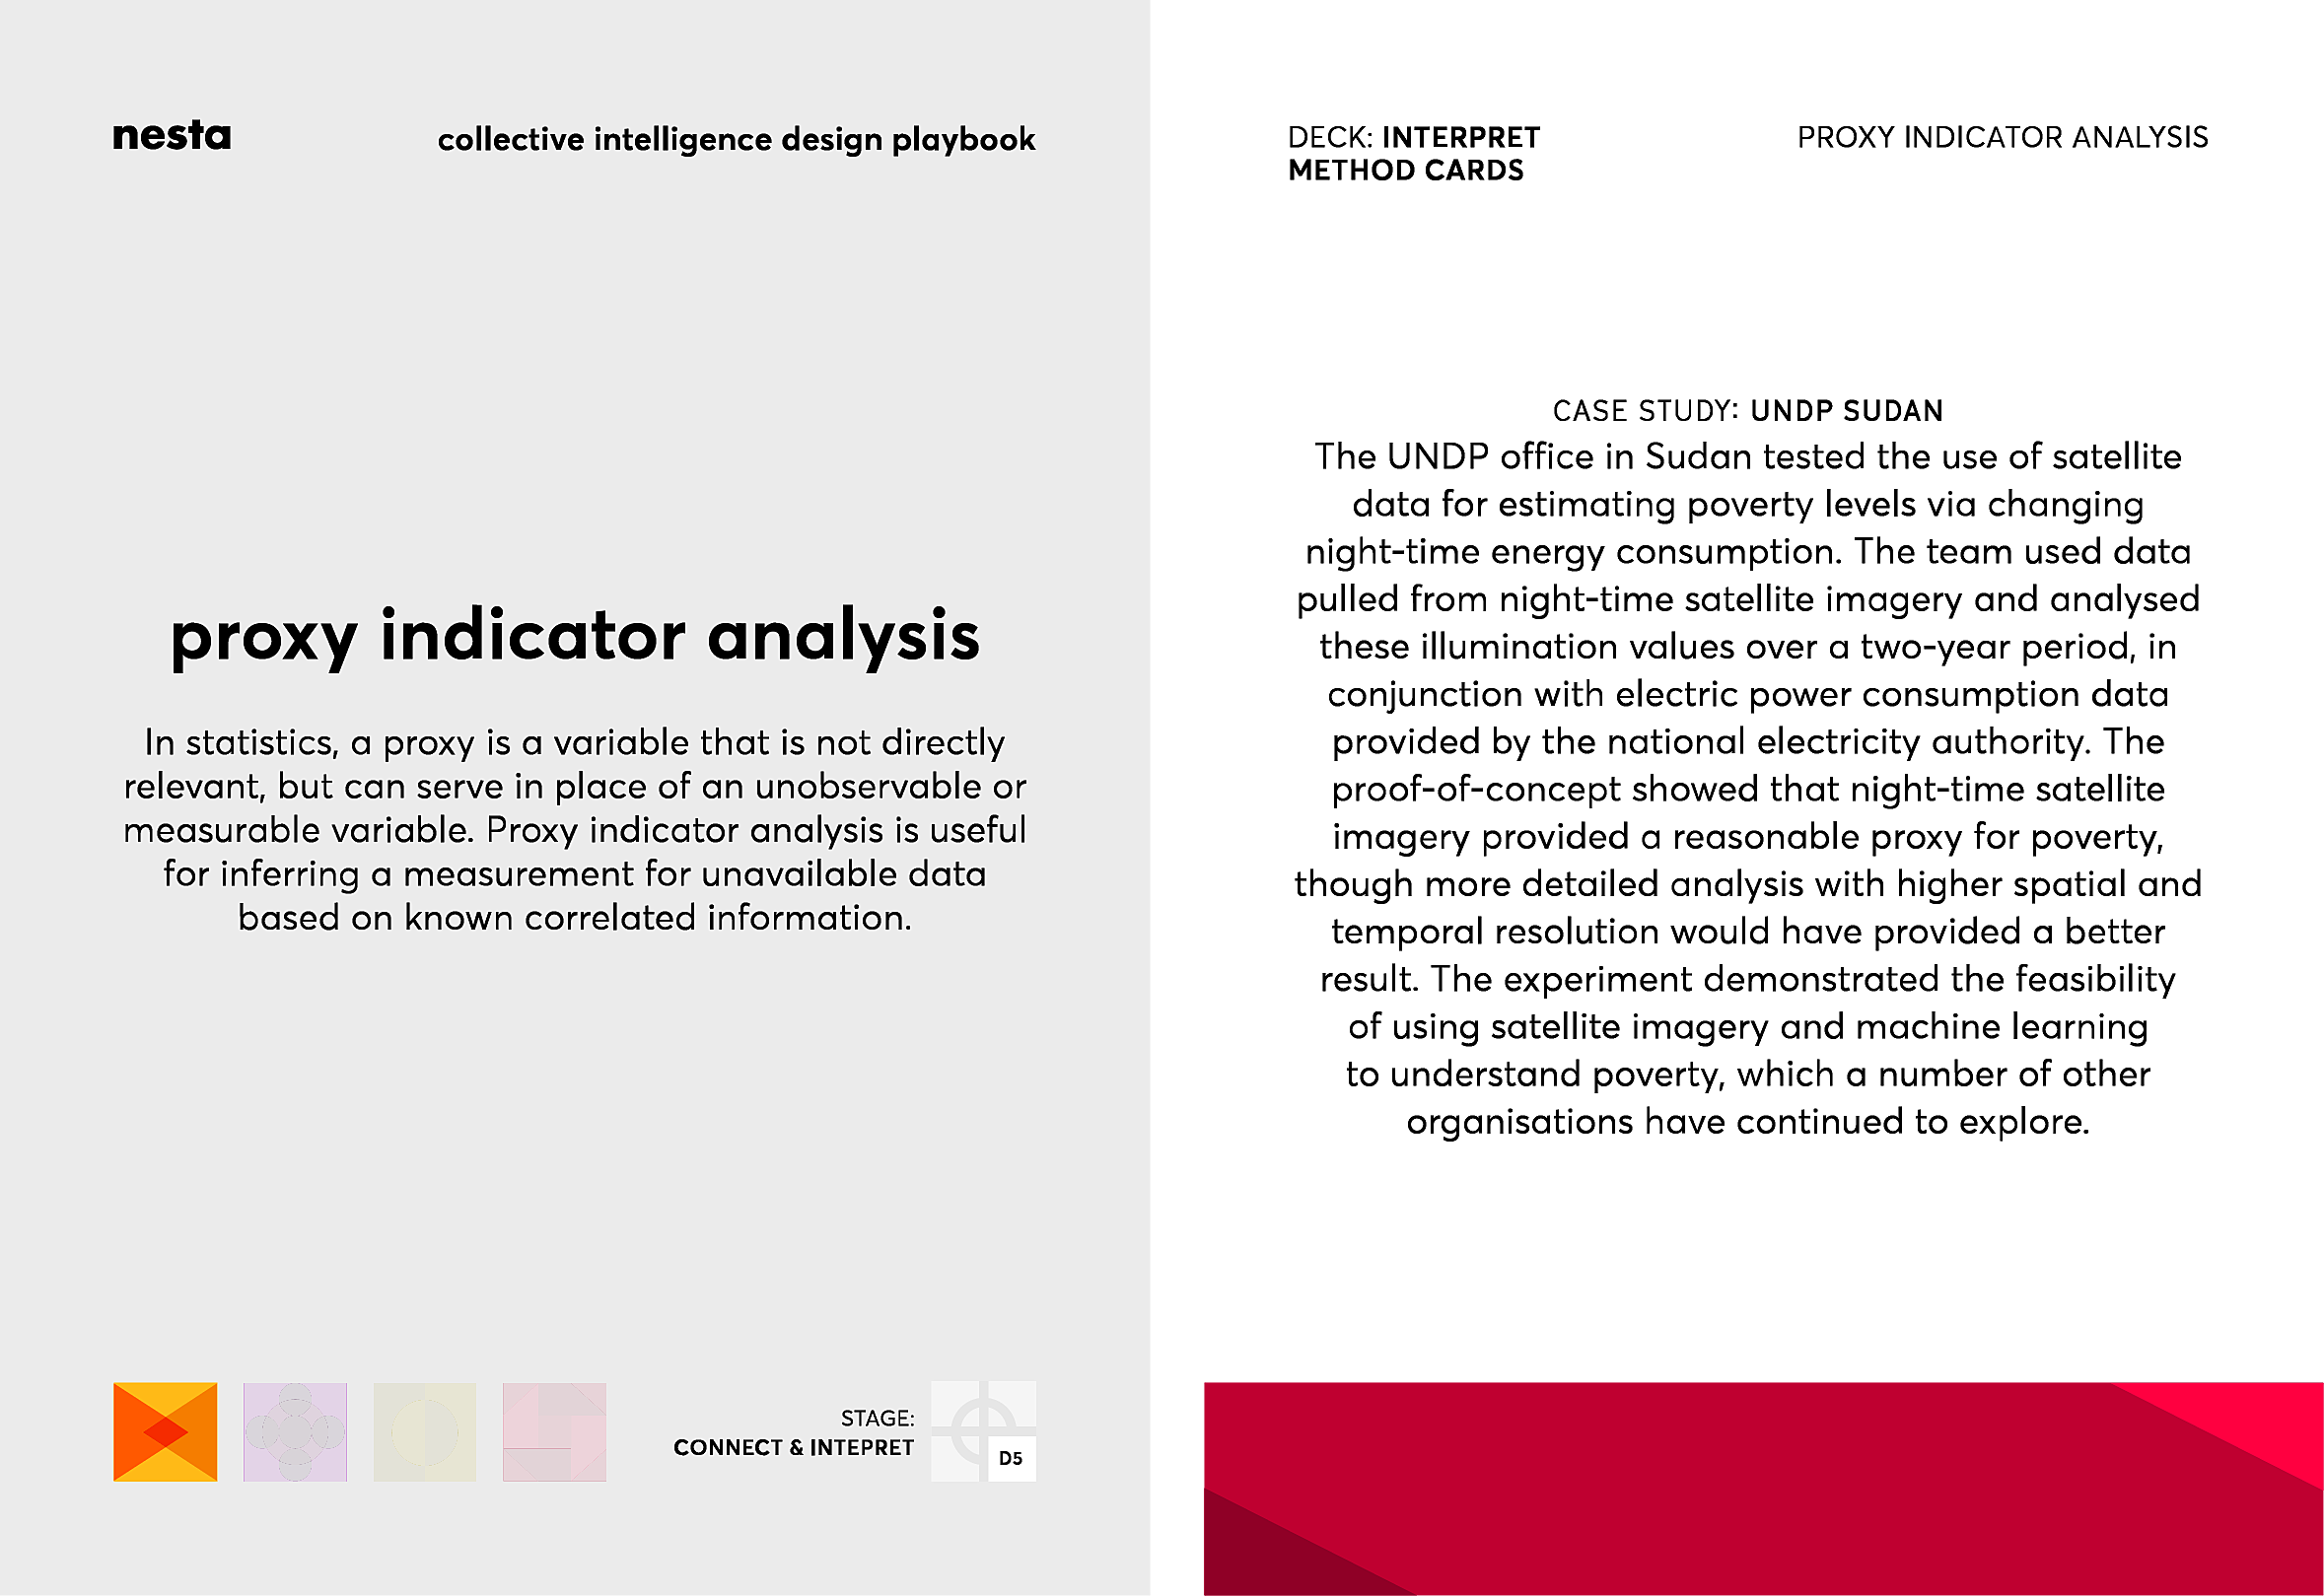 nesta
collective intelligence design playbook
proxy indicator analysis
In statistics, a proxy is a variable that is not directly
relevant, but can serve in place of an unobservable or
measurable variable. Proxy indicator analysis is useful
for inferring a measurement for unavailable data
based on known correlated information.
STAGE:
CONNECT & INTEPRET
D5
DECK: INTERPRET
METHOD CARDS
PROXY INDICATOR ANALYSIS
CASE STUDY: UNDP SUDAN
The UNDP office in Sudan tested the use of satellite
data for estimating poverty levels via changing
night-time energy consumption. The team used data
pulled from night-time satellite imagery and analysed
these illumination values over a two-year period, in
conjunction with electric power consumption data
provided by the national electricity authority. The
proof-of-concept showed that night-time satellite
imagery provided a reasonable proxy for poverty,
though more detailed analysis with higher spatial and
temporal resolution would have provided a better
result. The experiment demonstrated the feasibility
of using satellite imagery and machine learning
to understand poverty, which a number of other
organisations have continued to explore.